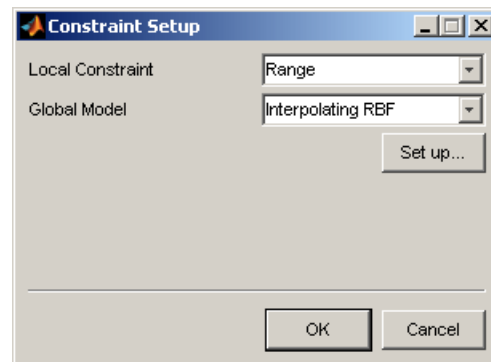 Constraint Setup
Local Constraint Range
Global Model Interpolating RBF
Set up...
OK Cancel